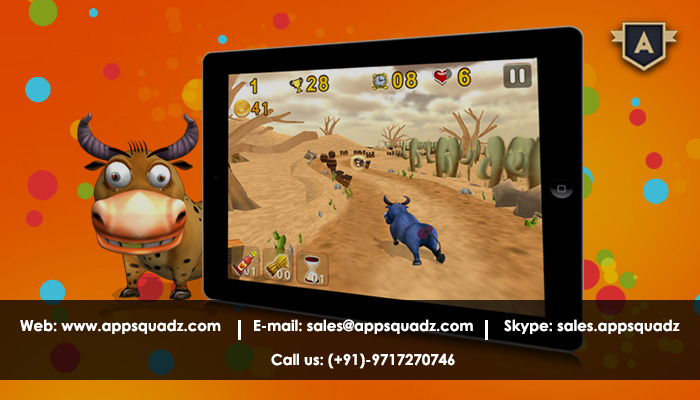 A
1 28 08 6
41
01 00 01
Web: www.appsquadz.com | E-mail: sales@appsquadz.com | Skype: sales.appsquadz
Call us: (+91)-9717270746